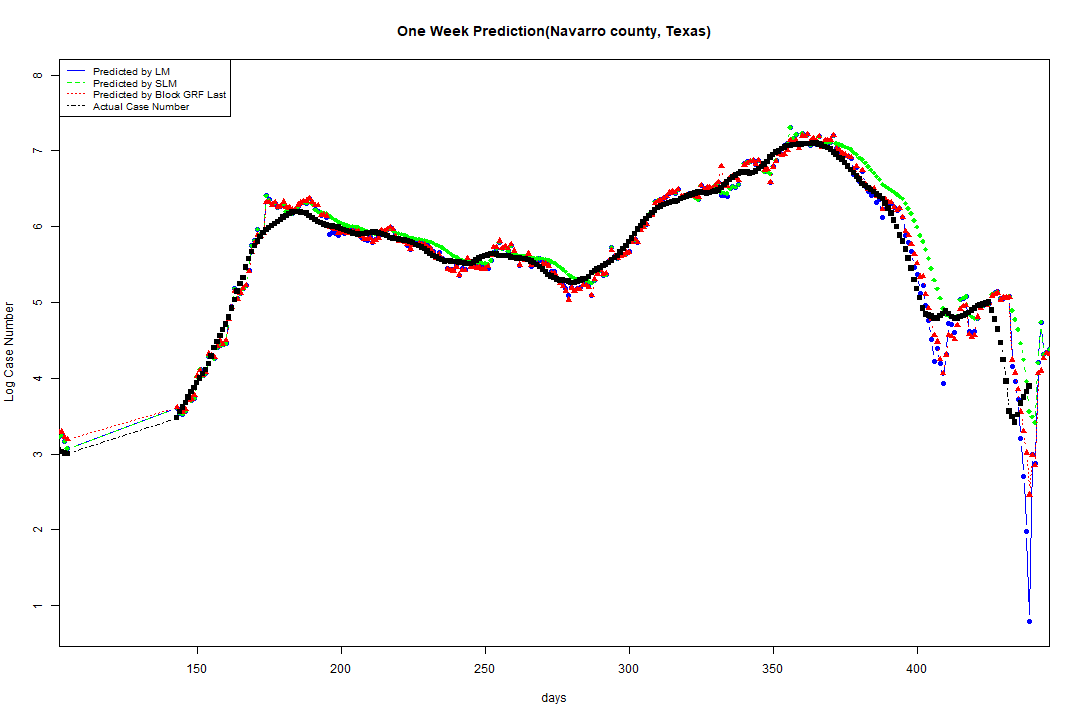 One Week Prediction(Navarro county, Texas)
Predicted by LM
Predicted by SLM
Predicted by Block GRF Last
Actual Case Number
8
7
6
5
4
3
2
1
Log Case Number
150 200 250 300 350 400
days